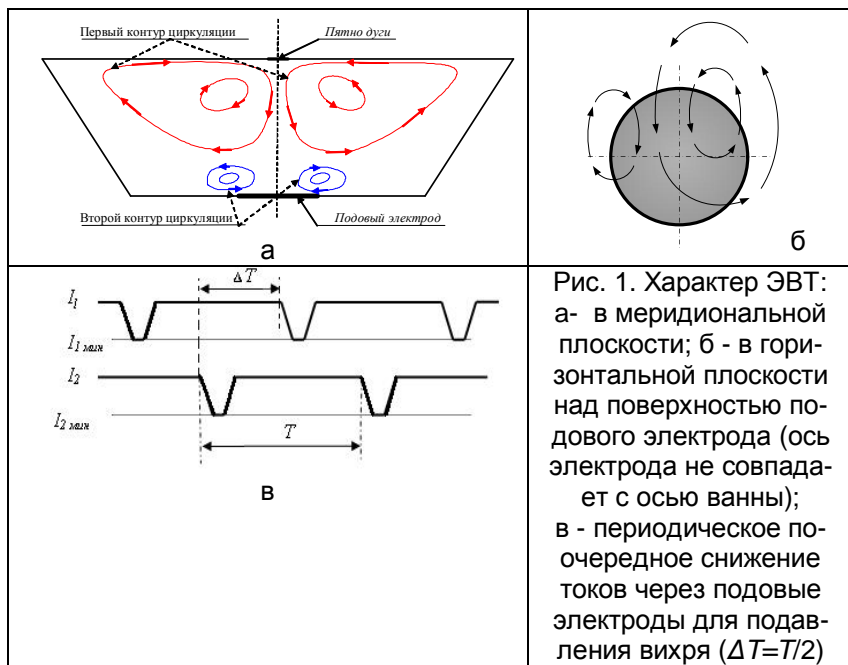 Первый контур циркуляции
Пятно дуги
Второй контур циркуляции
Подовый электрод
а
б
ΔT
I1
I1 мин
I2
I2 мин
T
в
Рис. 1. Характер ЭВТ:
а- в меридиональной
плоскости; б - в гори-
зонтальной плоскости
над поверхностью по-
дового электрода (ось
электрода не совпада-
ет с осью ванны);
в - периодическое по-
очередное снижение
токов через подовые
электроды для подав-
ления вихря (ΔT=T/2)